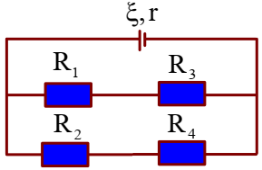 ξ, r
R₁ R₃
R₂ R₄